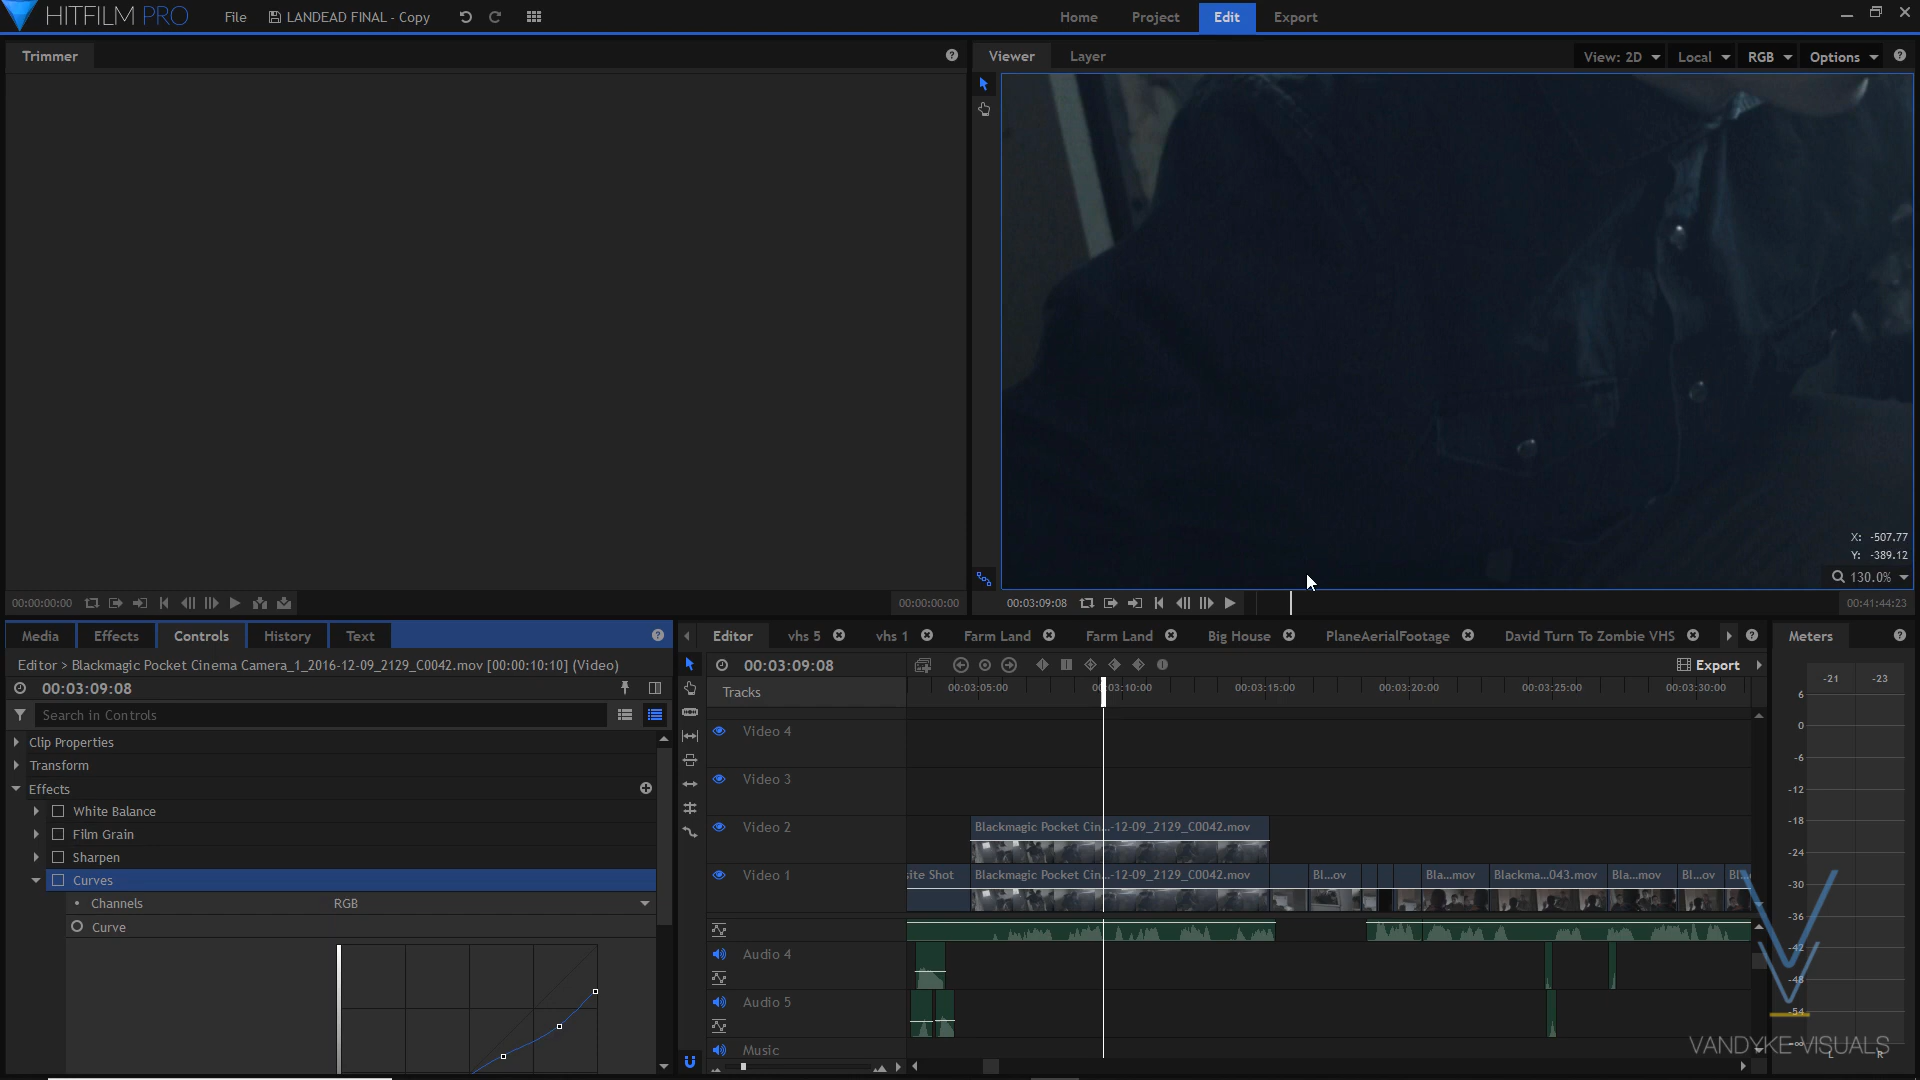 HITFILM PRO
File
LANDEAD FINAL - Copy
Home
Project
Edit
Export
Trimmer
Viewer
Layer
View: 2D
Local
RGB
Options
X: -507.77
Y: -389.12
130.0%
00:00:00:00
00:00:00:00
00:03:09:08
00:41:44:23
Media
Effects
Controls
History
Text
Editor
vhs 5
vhs 1
Farm Land
Farm Land
Big House
PlaneAerialFootage
David Turn To Zombie VHS
Meters
Editor > Blackmagic Pocket Cinema Camera_1_2016-12-09_2129_C0042.mov [00:00:10:10] (Video)
00:03:09:08
Search in Controls
Clip Properties
Transform
Effects
White Balance
Film Grain
Sharpen
Curves
Channels
RGB
Curve
00:03:09:08
Export
Tracks
00:03:05:00
00:03:10:00
00:03:15:00
00:03:20:00
00:03:25:00
00:03:30:00
Video 4
Video 3
Video 2
Blackmagic Pocket Cin...-12-09_2129_C0042.mov
Video 1
site Shot
Blackmagic Pocket Cin...-12-09_2129_C0042.mov
Bl...ov
Bla...mov
Blackma...043.mov
Bla...mov
Bl...ov
Audio 4
Audio 5
Music
-21
-23
6
0
-6
-12
-18
-24
-30
-36
-42
-48
-54
-∞
L
R
VANDYKE VISUALS